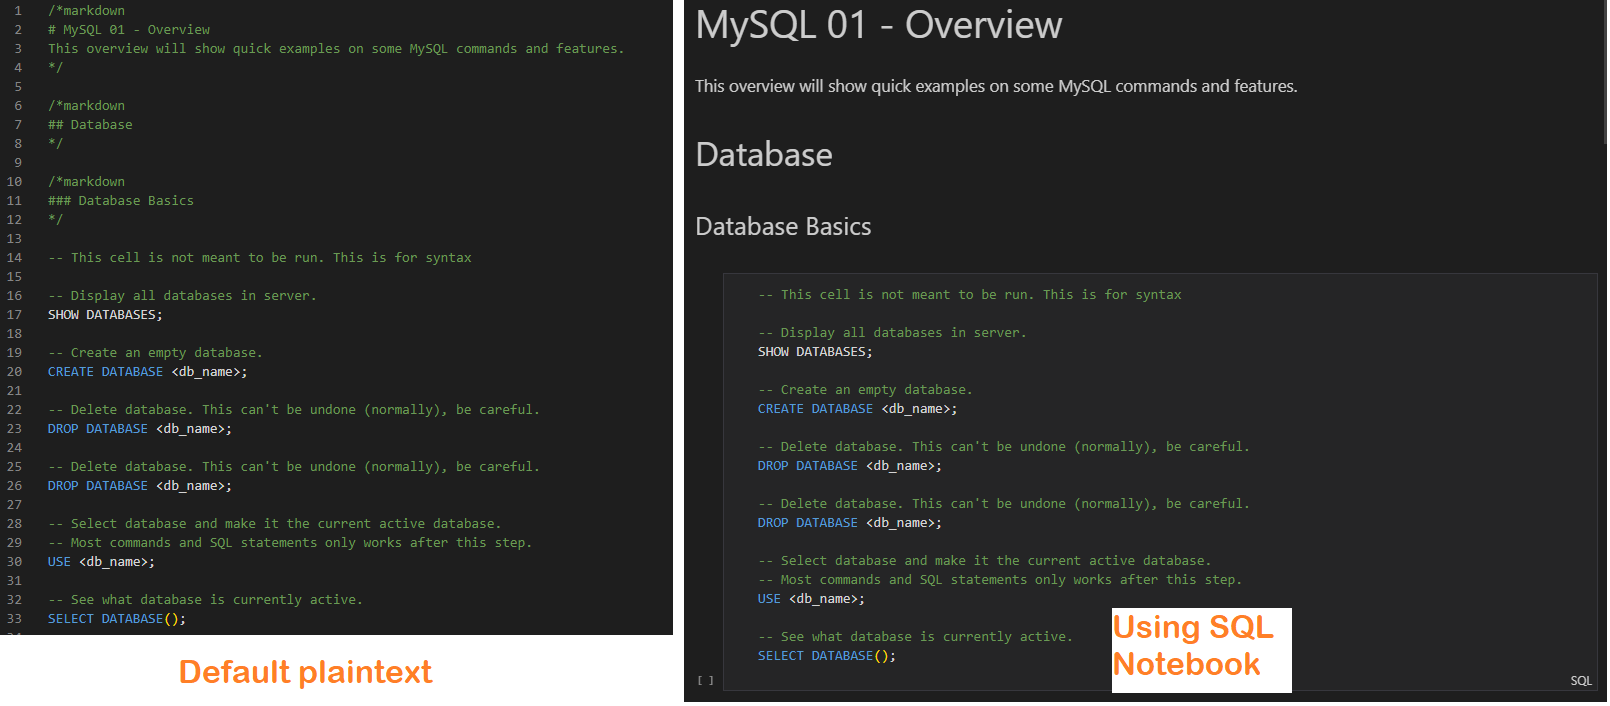 1 /*markdown
2 # MySQL 01 - Overview
3 This overview will show quick examples on some MySQL commands and features.
4 */
5
6 /*markdown
7 ## Database
8 */
9
10 /*markdown
11 ### Database Basics
12 */
13
14 -- This cell is not meant to be run. This is for syntax
15
16 -- Display all databases in server.
17 SHOW DATABASES;
18
19 -- Create an empty database.
20 CREATE DATABASE <db_name>;
21
22 -- Delete database. This can't be undone (normally), be careful.
23 DROP DATABASE <db_name>;
24
25 -- Delete database. This can't be undone (normally), be careful.
26 DROP DATABASE <db_name>;
27
28 -- Select database and make it the current active database.
29 -- Most commands and SQL statements only works after this step.
30 USE <db_name>;
31
32 -- See what database is currently active.
33 SELECT DATABASE();
Default plaintext
MySQL 01 - Overview
This overview will show quick examples on some MySQL commands and features.
Database
Database Basics
-- This cell is not meant to be run. This is for syntax
-- Display all databases in server.
SHOW DATABASES;
-- Create an empty database.
CREATE DATABASE <db_name>;
-- Delete database. This can't be undone (normally), be careful.
DROP DATABASE <db_name>;
-- Delete database. This can't be undone (normally), be careful.
DROP DATABASE <db_name>;
-- Select database and make it the current active database.
-- Most commands and SQL statements only works after this step.
USE <db_name>;
-- See what database is currently active.
SELECT DATABASE();
[ ]
SQL
Using SQL
Notebook